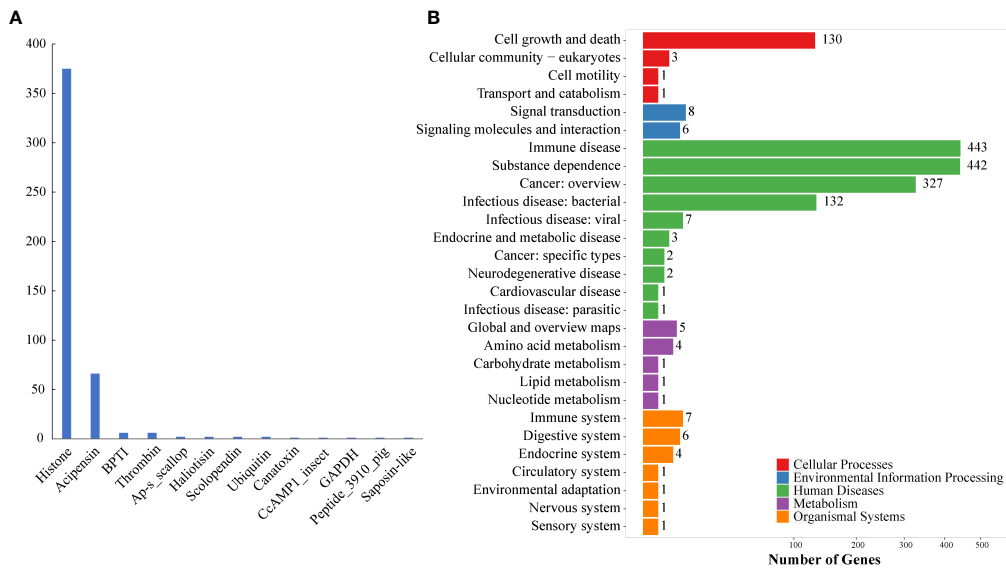 A
400
350
300
250
200
150
100
50
0
Histone
Acipensin
BPTI
Thrombin
Ap-s_scallop
Haliotisin
Scolopendin
Ubiquitin
Canatoxin
CcAMP1_insect
GAPDH
Peptide_3910_pig
Saposin-like
B
Cell growth and death 130
Cellular community − eukaryotes 3
Cell motility 1
Transport and catabolism 1
Signal transduction 8
Signaling molecules and interaction 6
Immune disease 443
Substance dependence 442
Cancer: overview 327
Infectious disease: bacterial 132
Infectious disease: viral 7
Endocrine and metabolic disease 3
Cancer: specific types 2
Neurodegenerative disease 2
Cardiovascular disease 1
Infectious disease: parasitic 1
Global and overview maps 5
Amino acid metabolism 4
Carbohydrate metabolism 1
Lipid metabolism 1
Nucleotide metabolism 1
Immune system 7
Digestive system 6
Endocrine system 4
Circulatory system 1
Environmental adaptation 1
Nervous system 1
Sensory system 1
Cellular Processes
Environmental Information Processing
Human Diseases
Metabolism
Organismal Systems
100 200 300 400 500
Number of Genes